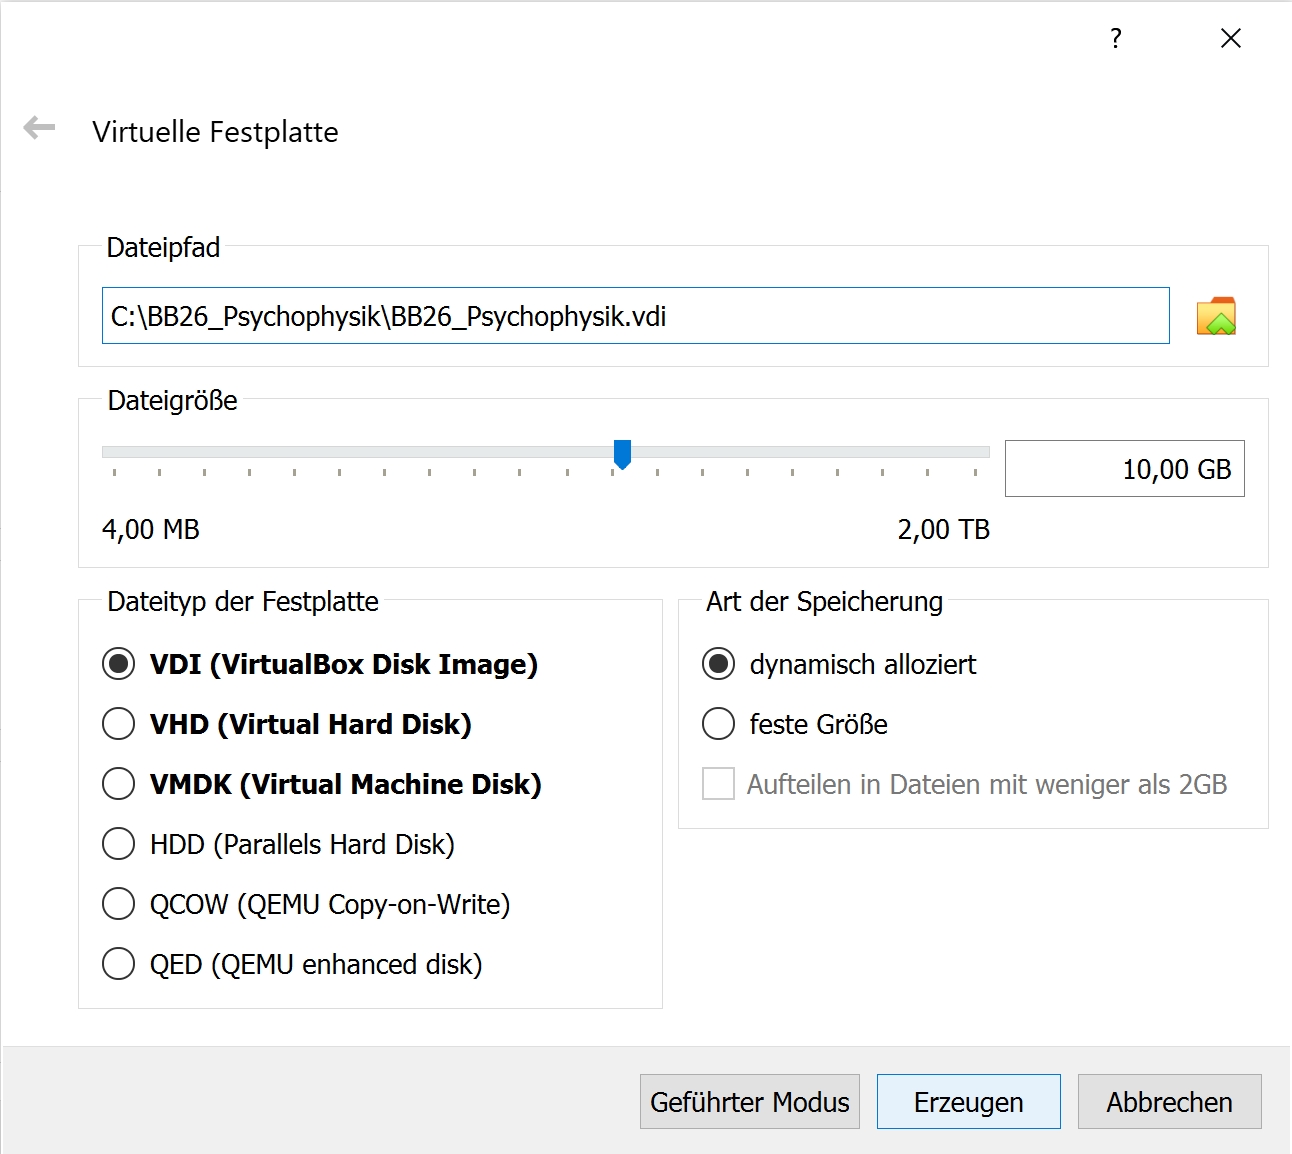 ?
Virtuelle Festplatte
Dateipfad
C:\BB26_Psychophysik\BB26_Psychophysik.vdi
Dateigröße
10,00 GB
4,00 MB
2,00 TB
Dateityp der Festplatte
VDI (VirtualBox Disk Image)
VHD (Virtual Hard Disk)
VMDK (Virtual Machine Disk)
HDD (Parallels Hard Disk)
QCOW (QEMU Copy-on-Write)
QED (QEMU enhanced disk)
Art der Speicherung
dynamisch alloziert
feste Größe
Aufteilen in Dateien mit weniger als 2GB
Geführter Modus
Erzeugen
Abbrechen